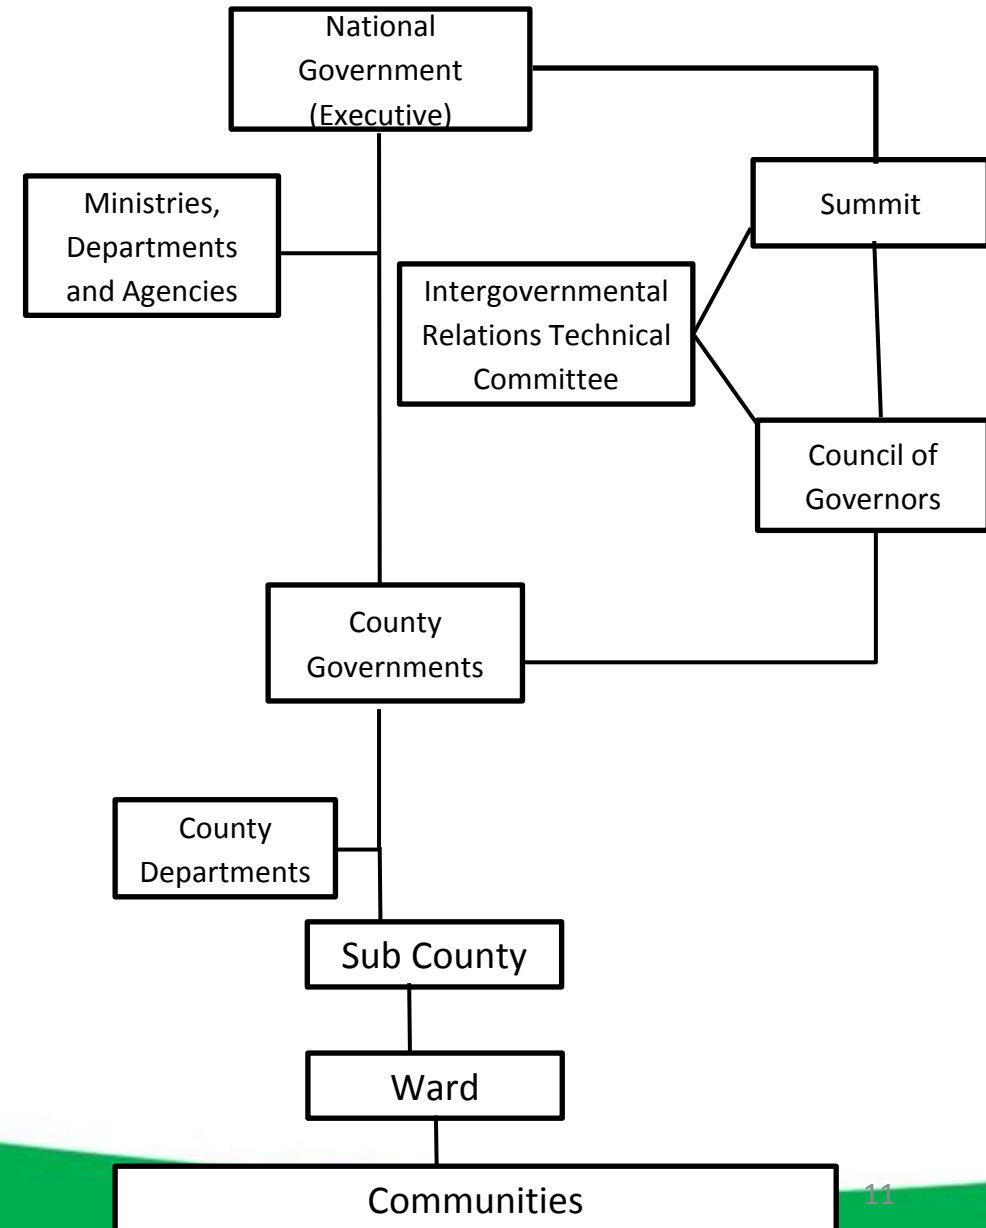 National
Government
(Executive)
Ministries,
Departments
and Agencies
Summit
Intergovernmental
Relations Technical
Committee
Council of
Governors
County
Governments
County
Departments
Sub County
Ward
Communities
11